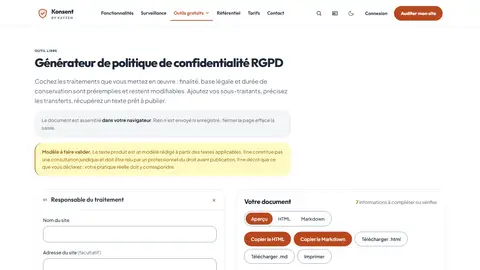 Konsent
BY KATZEN
Fonctionnalités
Surveillance
Outils gratuits
Référentiel
Tarifs
Contact
Connexion
Auditer mon site
OUTIL LIBRE
Générateur de politique de confidentialité RGPD
Cochez les traitements que vous mettez en œuvre : finalité, base légale et durée de
conservation sont préremplies et restent modifiables. Ajoutez vos sous-traitants, précisez
les transferts, récupérez un texte prêt à publier.
Le document est assemblé dans votre navigateur. Rien n'est envoyé ni enregistré : fermer la page efface la
saisie.
Modèle à faire valider. Le texte produit est un modèle rédigé à partir des textes applicables. Il ne constitue
pas une consultation juridique et doit être relu par un professionnel du droit avant publication. Il ne décrit que
ce que vous déclarez : votre pratique réelle doit y correspondre.
01 Responsable du traitement
Nom du site
Adresse du site (facultatif)
Votre document
7 informations à compléter ou vérifier
Aperçu
HTML
Markdown
Copier le HTML
Copier le Markdown
Télécharger .html
Télécharger .md
Imprimer